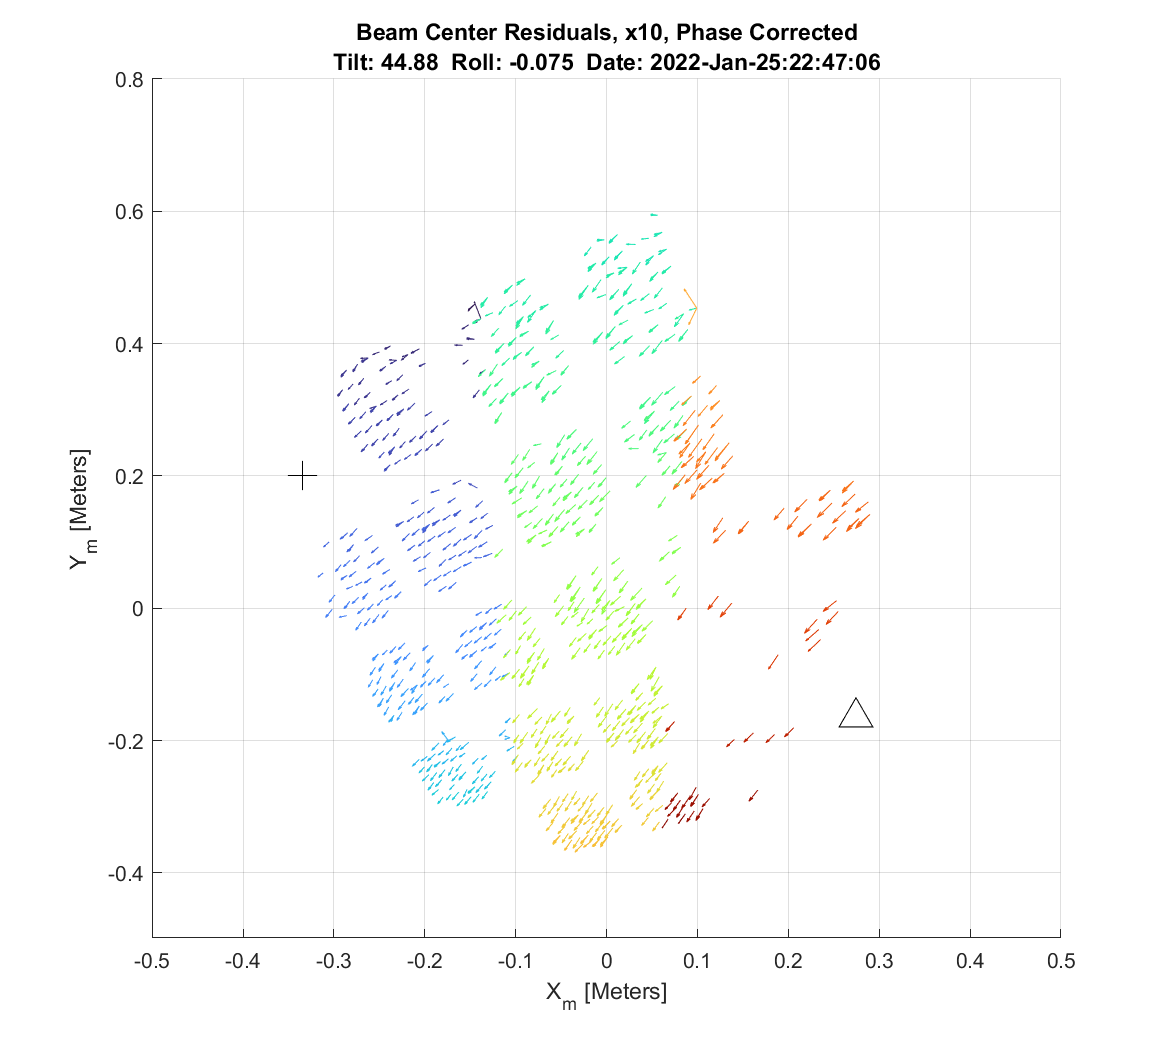 Beam Center Residuals, x10, Phase Corrected
Tilt: 44.88  Roll: -0.075  Date: 2022-Jan-25:22:47:06
0.8
0.6
0.4
0.2
0
-0.2
-0.4
Y_m [Meters]
-0.5 -0.4 -0.3 -0.2 -0.1 0 0.1 0.2 0.3 0.4 0.5
X_m [Meters]